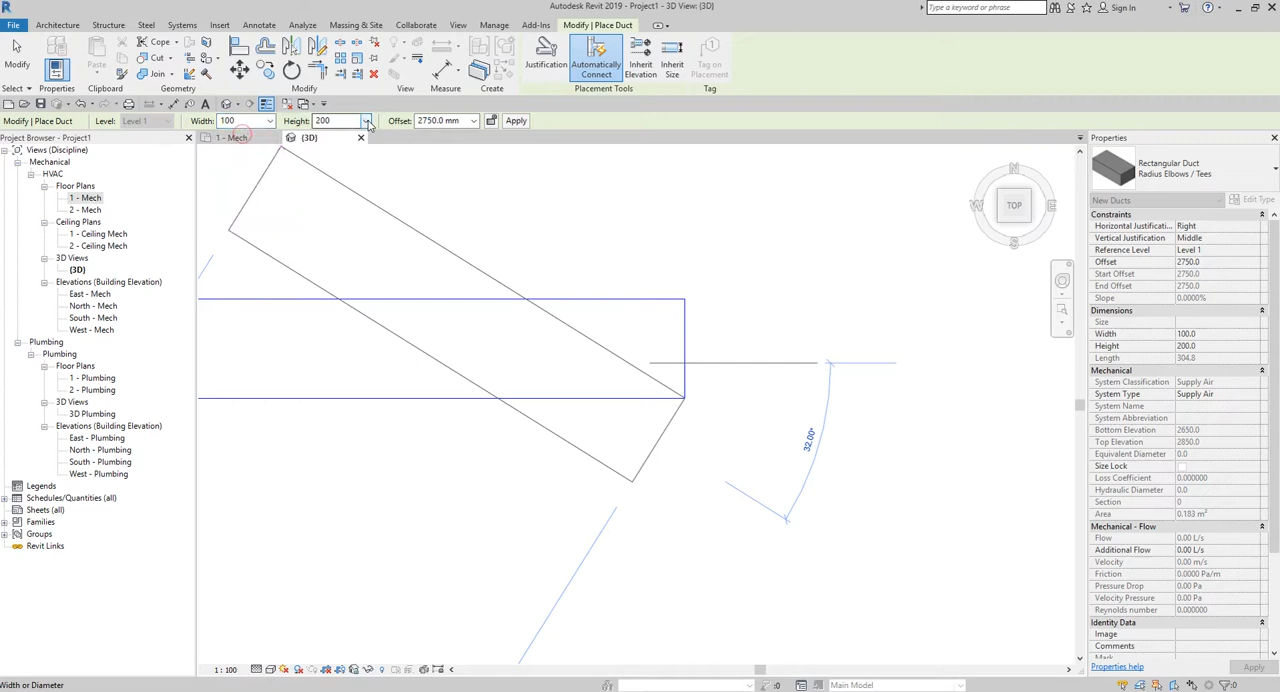 Autodesk Revit 2019 - 3D View: {3D}
Type a keyword or phrase
Sign In
File Architecture Structure Steel Systems Insert Annotate Analyze Massing & Site Collaborate View Manage Add-Ins Modify | Place Duct
Modify
Paste
Cope
Cut
Join
Justification
Automatically Connect
Inherit Elevation
Inherit Size
Tag on Placement
Select Properties Clipboard Geometry Modify View Measure Create Placement Tools Tag
Modify | Place Duct Level: Level 1 Width: 100 Height: 200 Offset: 2750.0 mm Apply
Project Browser - Project1
1 - Mech
{3D}
Properties
Views (Discipline)
Mechanical
HVAC
Floor Plans
1 - Mech
2 - Mech
Ceiling Plans
1 - Ceiling Mech
2 - Ceiling Mech
3D Views
{3D}
Elevations (Building Elevation)
East - Mech
North - Mech
South - Mech
West - Mech
Plumbing
Plumbing
Floor Plans
1 - Plumbing
2 - Plumbing
3D Views
3D Plumbing
Elevations (Building Elevation)
East - Plumbing
North - Plumbing
South - Plumbing
West - Plumbing
Legends
Schedules/Quantities (all)
Sheets (all)
Families
Groups
Revit Links
N
W TOP E
S
32.00°
Rectangular Duct
Radius Elbows / Tees
New Ducts Edit Type
Constraints
Horizontal Justificati... Right
Vertical Justification Middle
Reference Level Level 1
Offset 2750.0
Start Offset 2750.0
End Offset 2750.0
Slope 0.0000%
Dimensions
Size
Width 100.0
Height 200.0
Length 304.8
Mechanical
System Classification Supply Air
System Type Supply Air
System Name
System Abbreviation
Bottom Elevation 2650.0
Top Elevation 2850.0
Equivalent Diameter 0.0
Size Lock
Loss Coefficient 0.000000
Hydraulic Diameter 0.0
Section 0
Area 0.183 m²
Mechanical - Flow
Flow 0.00 L/s
Additional Flow 0.00 L/s
Velocity 0.00 m/s
Friction 0.0000 Pa/m
Pressure Drop 0.00 Pa
Velocity Pressure 0.00 Pa
Reynolds number 0.000000
Identity Data
Image
Comments
Mark
Properties help Apply
1 : 100
Width or Diameter
:0
Main Model
:0